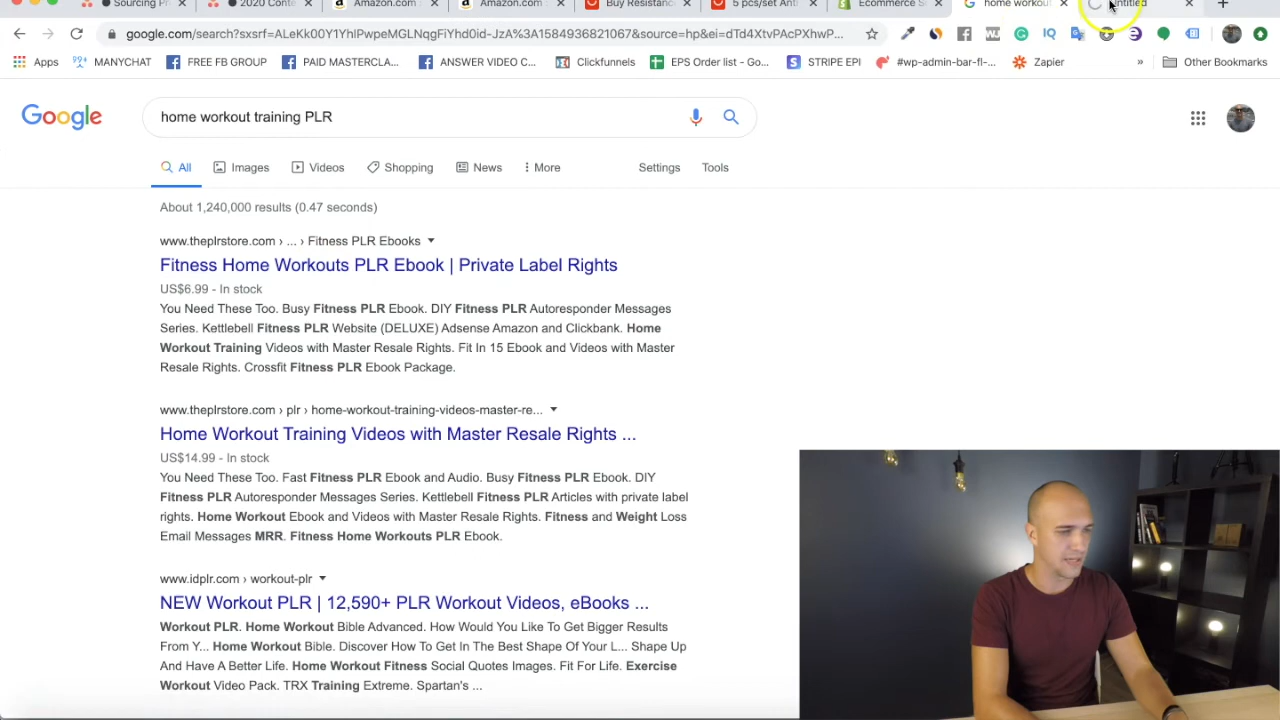 Sourcing P
2020 Conte
Amazon.com
Amazon.com
Buy Resistance
5 pcs/set Anti
Ecommerce S
home workout
Untitled
google.com/search?sxsrf=ALeKk00Y1YhlPwpeMGLNqgFiYhd0id-JzA%3A1584936821067&source=hp&ei=dTd4XtvPAcPXhwP...
Apps
MANYCHAT
FREE FB GROUP
PAID MASTERCLA...
ANSWER VIDEO C...
Clickfunnels
EPS Order list - Go...
STRIPE EPI
#wp-admin-bar-fl-...
Zapier
»
Other Bookmarks
Google
home workout training PLR
All
Images
Videos
Shopping
News
More
Settings
Tools
About 1,240,000 results (0.47 seconds)
www.theplrstore.com › ... › Fitness PLR Ebooks
Fitness Home Workouts PLR Ebook | Private Label Rights
US$6.99 - In stock
You Need These Too. Busy Fitness PLR Ebook. DIY Fitness PLR Autoresponder Messages
Series. Kettlebell Fitness PLR Website (DELUXE) Adsense Amazon and Clickbank. Home
Workout Training Videos with Master Resale Rights. Fit In 15 Ebook and Videos with Master
Resale Rights. Crossfit Fitness PLR Ebook Package.
www.theplrstore.com › plr › home-workout-training-videos-master-re...
Home Workout Training Videos with Master Resale Rights ...
US$14.99 - In stock
You Need These Too. Fast Fitness PLR Ebook and Audio. Busy Fitness PLR Ebook. DIY
Fitness PLR Autoresponder Messages Series. Kettlebell Fitness PLR Articles with private label
rights. Home Workout Ebook and Videos with Master Resale Rights. Fitness and Weight Loss
Email Messages MRR. Fitness Home Workouts PLR Ebook.
www.idplr.com › workout-plr
NEW Workout PLR | 12,590+ PLR Workout Videos, eBooks ...
Workout PLR. Home Workout Bible Advanced. How Would You Like To Get Bigger Results
From Y... Home Workout Bible. Discover How To Get In The Best Shape Of Your L... Shape Up
And Have A Better Life. Home Workout Fitness Social Quotes Images. Fit For Life. Exercise
Workout Video Pack. TRX Training Extreme. Spartan's ...